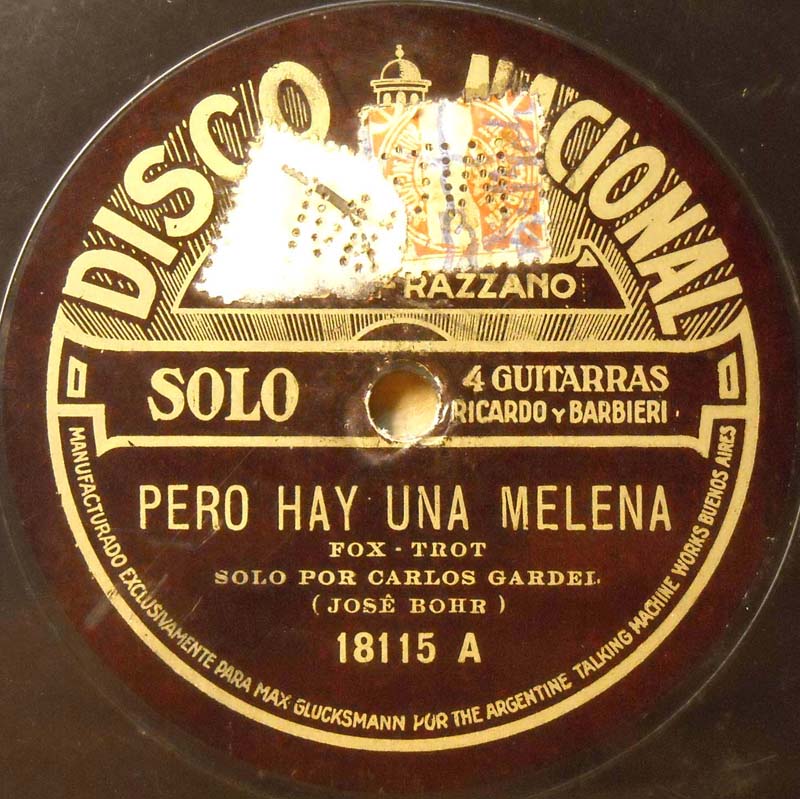 DISCO NACIONAL
RAZZANO
SOLO
4 GUITARRAS
RICARDO Y BARBIERI
PERO HAY UNA MELENA
FOX - TROT
SOLO POR CARLOS GARDEL
( JOSÊ BOHR )
18115 A
MANUFACTURADO EXCLUSIVAMENTE PARA MAX GLUCKSMANN POR THE ARGENTINE TALKING MACHINE WORKS BUENOS AIRES